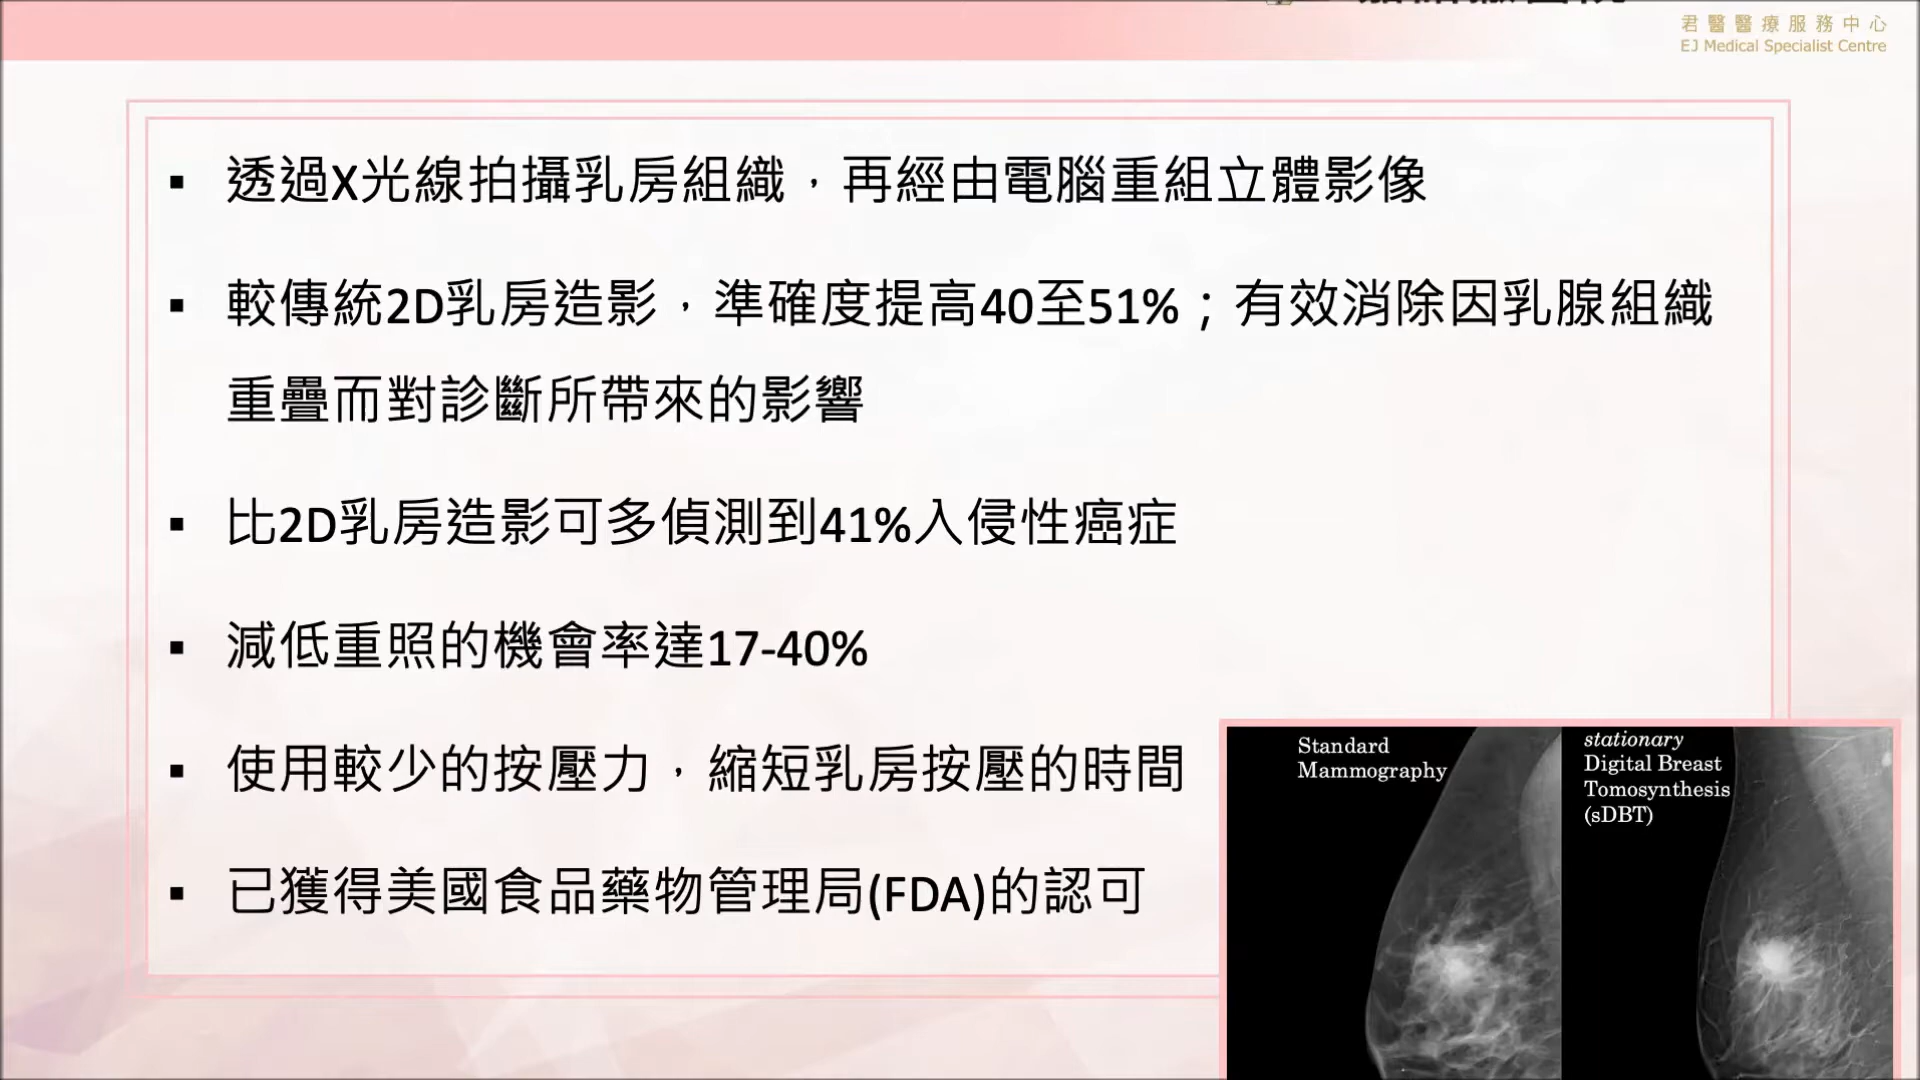 君醫醫療服務中心
EJ Medical Specialist Centre
▪ 透過X光線拍攝乳房組織，再經由電腦重組立體影像
▪ 較傳統2D乳房造影，準確度提高40至51%；有效消除因乳腺組織
重疊而對診斷所帶來的影響
▪ 比2D乳房造影可多偵測到41%入侵性癌症
▪ 減低重照的機會率達17-40%
▪ 使用較少的按壓力，縮短乳房按壓的時間
▪ 已獲得美國食品藥物管理局(FDA)的認可
Standard
Mammography
stationary
Digital Breast
Tomosynthesis
(sDBT)